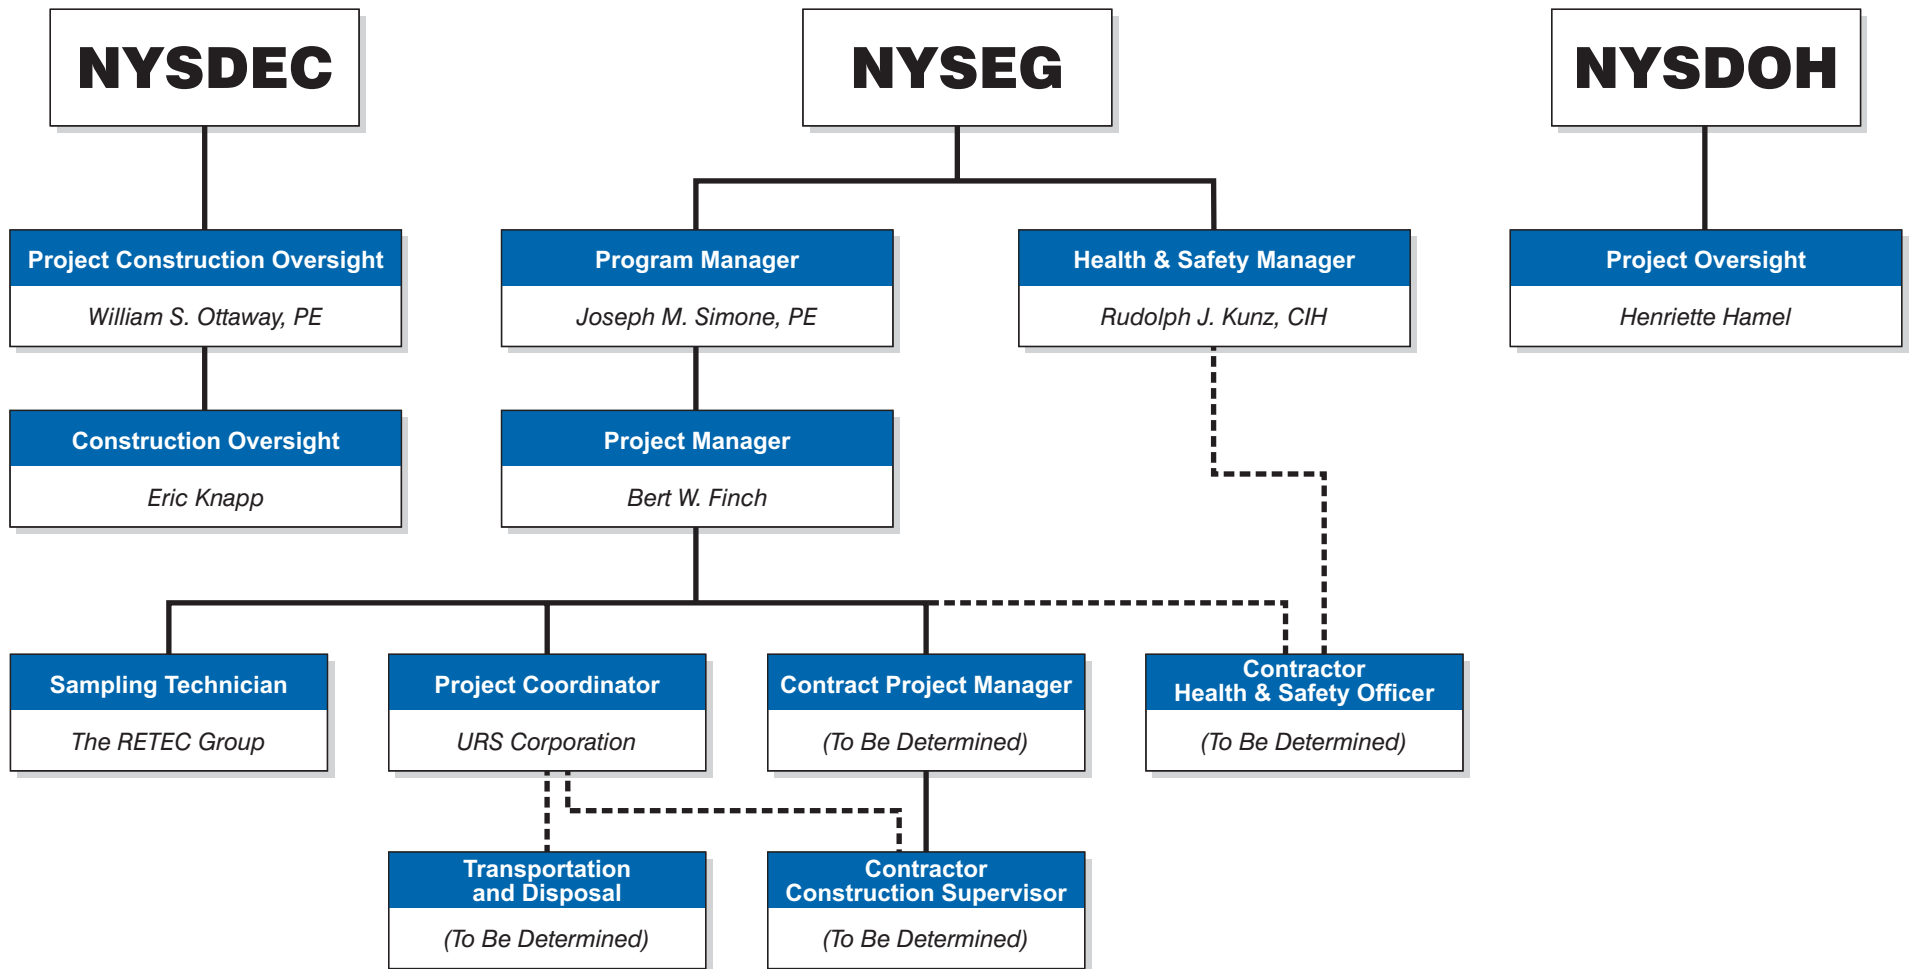 NYSDEC
NYSEG
NYSDOH
Project Construction Oversight
William S. Ottaway, PE
Program Manager
Joseph M. Simone, PE
Health & Safety Manager
Rudolph J. Kunz, CIH
Project Oversight
Henriette Hamel
Construction Oversight
Eric Knapp
Project Manager
Bert W. Finch
Sampling Technician
The RETEC Group
Project Coordinator
URS Corporation
Contract Project Manager
(To Be Determined)
Contractor
Health & Safety Officer
(To Be Determined)
Transportation
and Disposal
(To Be Determined)
Contractor
Construction Supervisor
(To Be Determined)